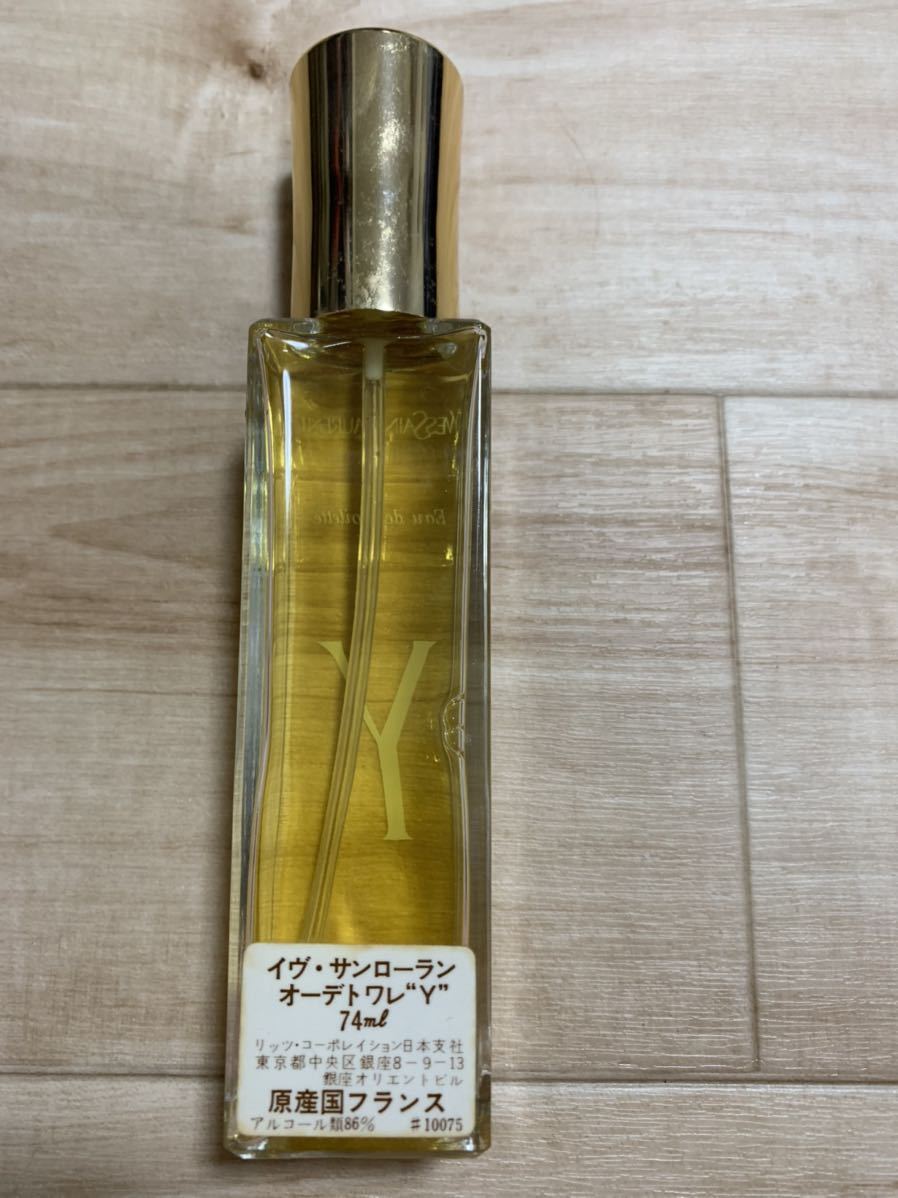 YVESSAINTLAURENT
Eau de Toilette
Y
イヴ・サンローラン
オーデトワレ“Y”
74ml
リッツ・コーポレイション日本支社
東京都中央区銀座8-9-13
銀座オリエントビル
原産国フランス
アルコール類86% #10075